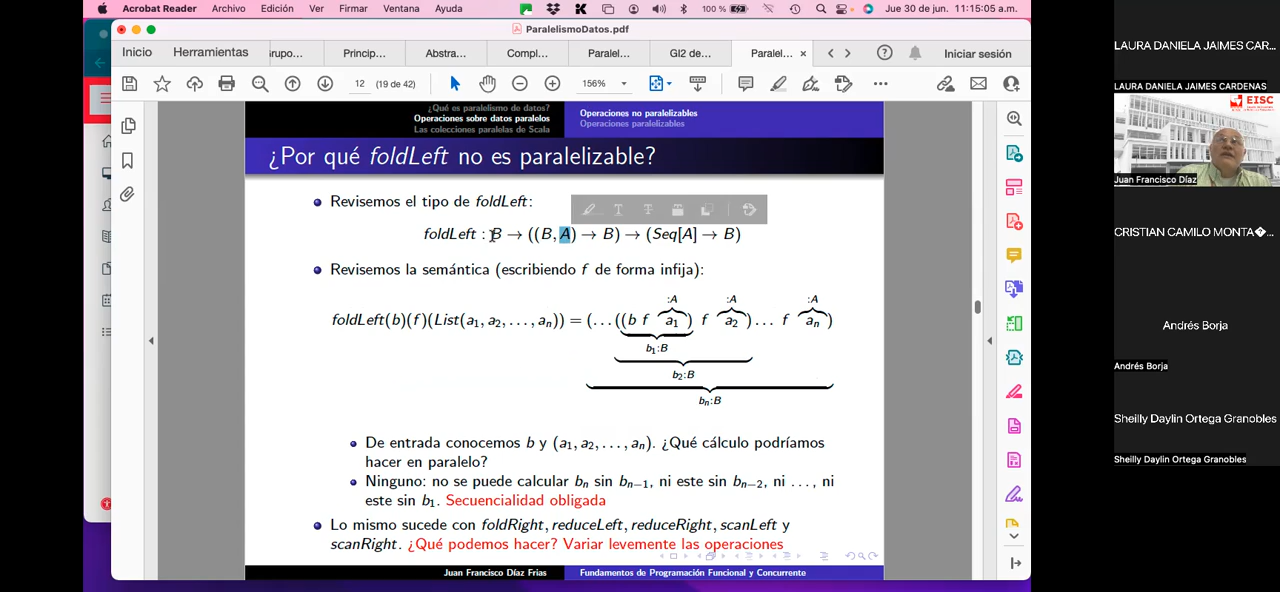 Acrobat Reader Archivo Edición Ver Firmar Ventana Ayuda 100 % Jue 30 de jun. 11:15:05 a.m.
ParalelismoDatos.pdf
Inicio Herramientas Princip... Abstra... Compl... Paralel... GI2 de... Paralel... × Iniciar sesión
12 (19 de 42) 156%
¿Qué es paralelismo de datos?
Operaciones sobre datos paralelos
Las colecciones paralelas de Scala
Operaciones no paralelizables
Operaciones paralelizables
¿Por qué foldLeft no es paralelizable?
Revisemos el tipo de foldLeft:
foldLeft : B → ((B, A) → B) → (Seq[A] → B)
Revisemos la semántica (escribiendo f de forma infija):
:A :A :A
foldLeft(b)(f)(List(a₁, a₂, . . . , aₙ)) = (. . . ((b f a₁) f a₂) . . . f aₙ)
b₁:B
b₂:B
bₙ:B
De entrada conocemos b y (a₁, a₂, . . . , aₙ). ¿Qué cálculo podríamos
hacer en paralelo?
Ninguno: no se puede calcular bₙ sin bₙ₋₁, ni este sin bₙ₋₂, ni . . . , ni
este sin b₁. Secuencialidad obligada
Lo mismo sucede con foldRight, reduceLeft, reduceRight, scanLeft y
scanRight. ¿Qué podemos hacer? Variar levemente las operaciones
Juan Francisco Díaz Frias Fundamentos de Programación Funcional y Concurrente
LAURA DANIELA JAIMES CAR...
LAURA DANIELA JAIMES CARDENAS
EISC
Juan Francisco Díaz
CRISTIAN CAMILO MONTA�...
Andrés Borja
Andrés Borja
Sheilly Daylin Ortega Granobles
Sheilly Daylin Ortega Granobles